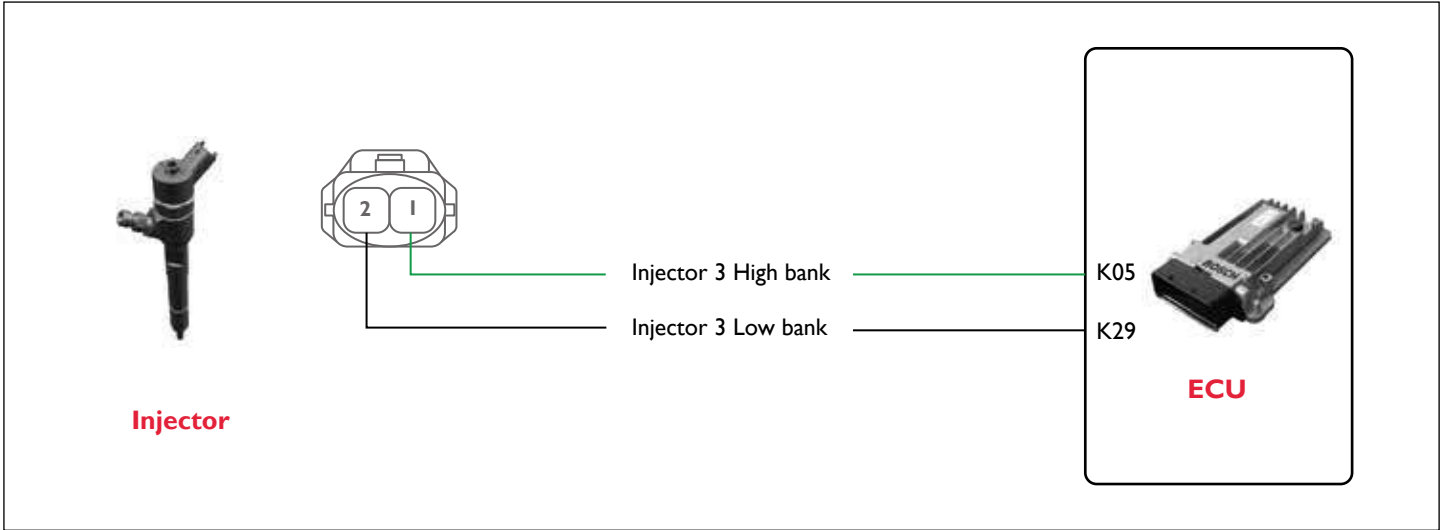 2 1
Injector 3 High bank
K05
Injector 3 Low bank
K29
BOSCH
Injector
ECU